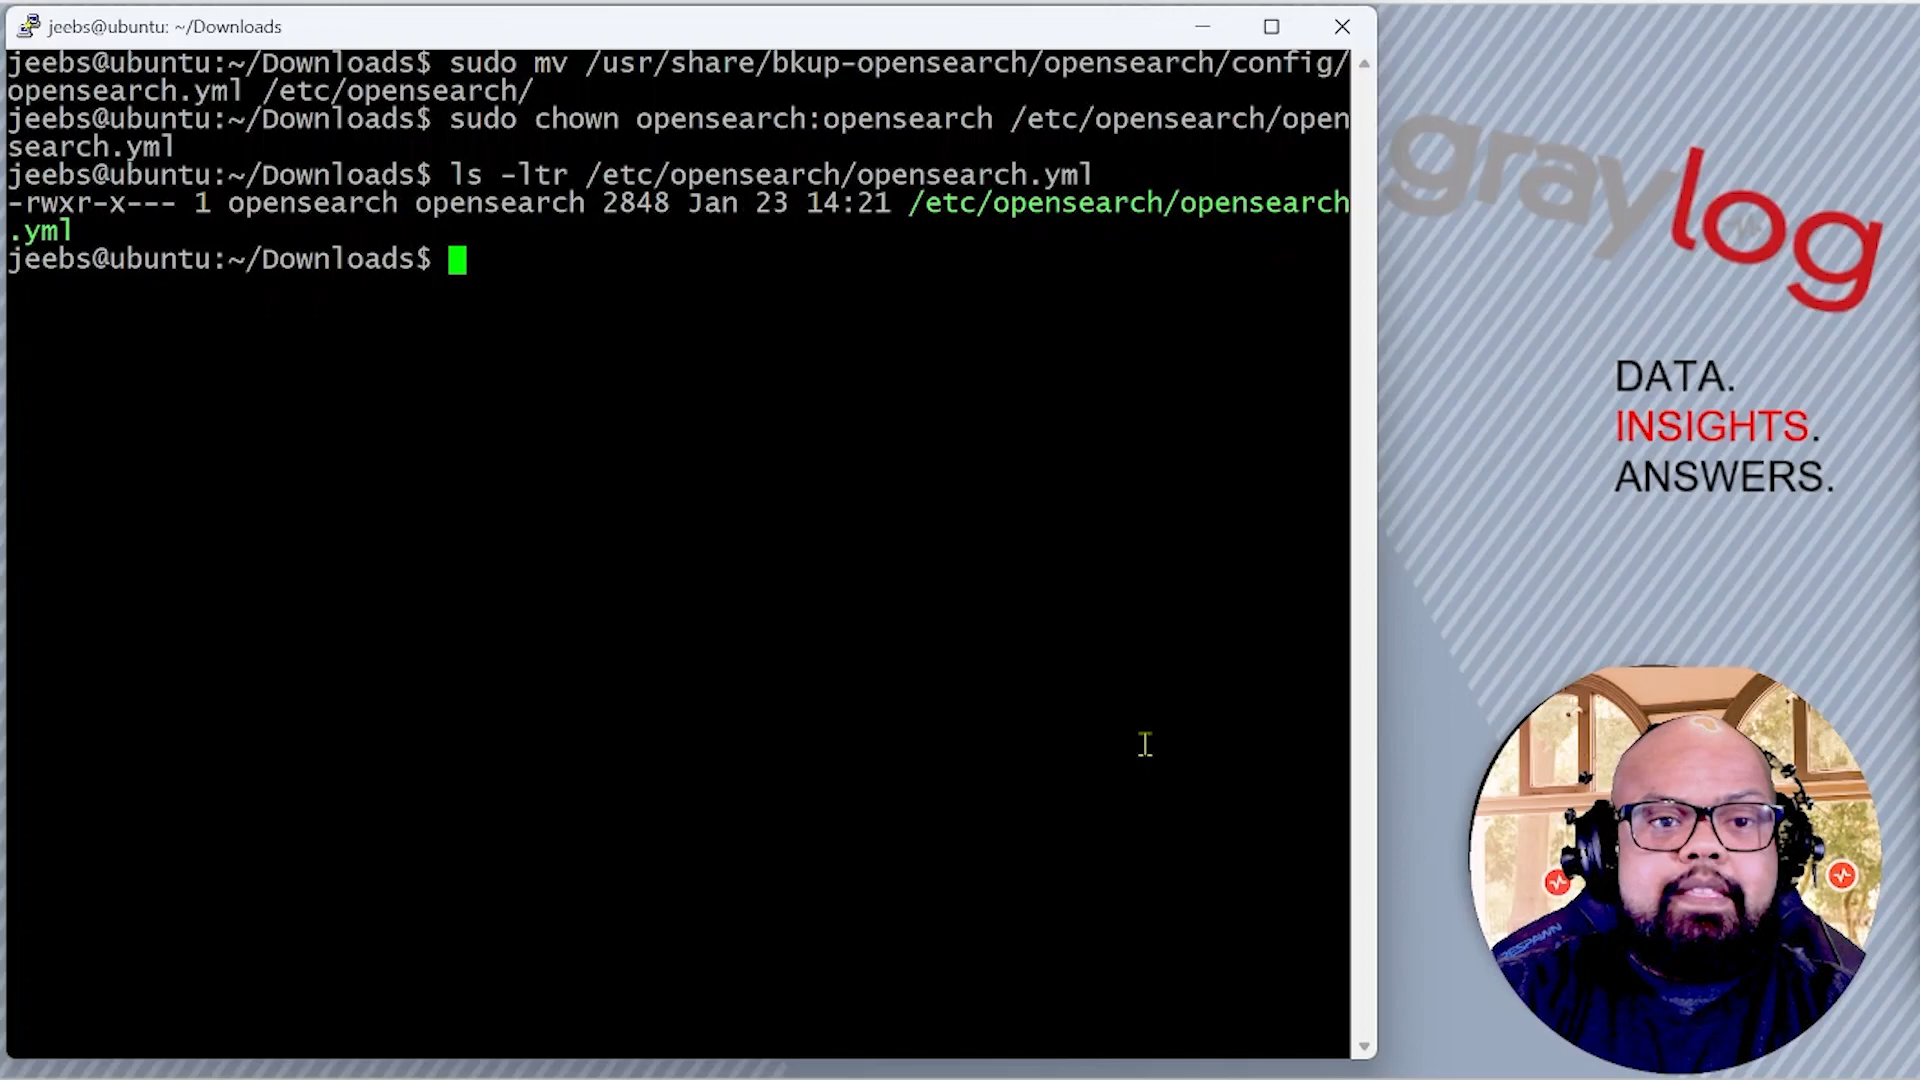 jeebs@ubuntu: ~/Downloads
jeebs@ubuntu:~/Downloads$ sudo mv /usr/share/bkup-opensearch/opensearch/config/
opensearch.yml /etc/opensearch/
jeebs@ubuntu:~/Downloads$ sudo chown opensearch:opensearch /etc/opensearch/open
search.yml
jeebs@ubuntu:~/Downloads$ ls -ltr /etc/opensearch/opensearch.yml
-rwxr-x--- 1 opensearch opensearch 2848 Jan 23 14:21 /etc/opensearch/opensearch
.yml
jeebs@ubuntu:~/Downloads$
graylog
DATA.
INSIGHTS.
ANSWERS.
RESPAWN